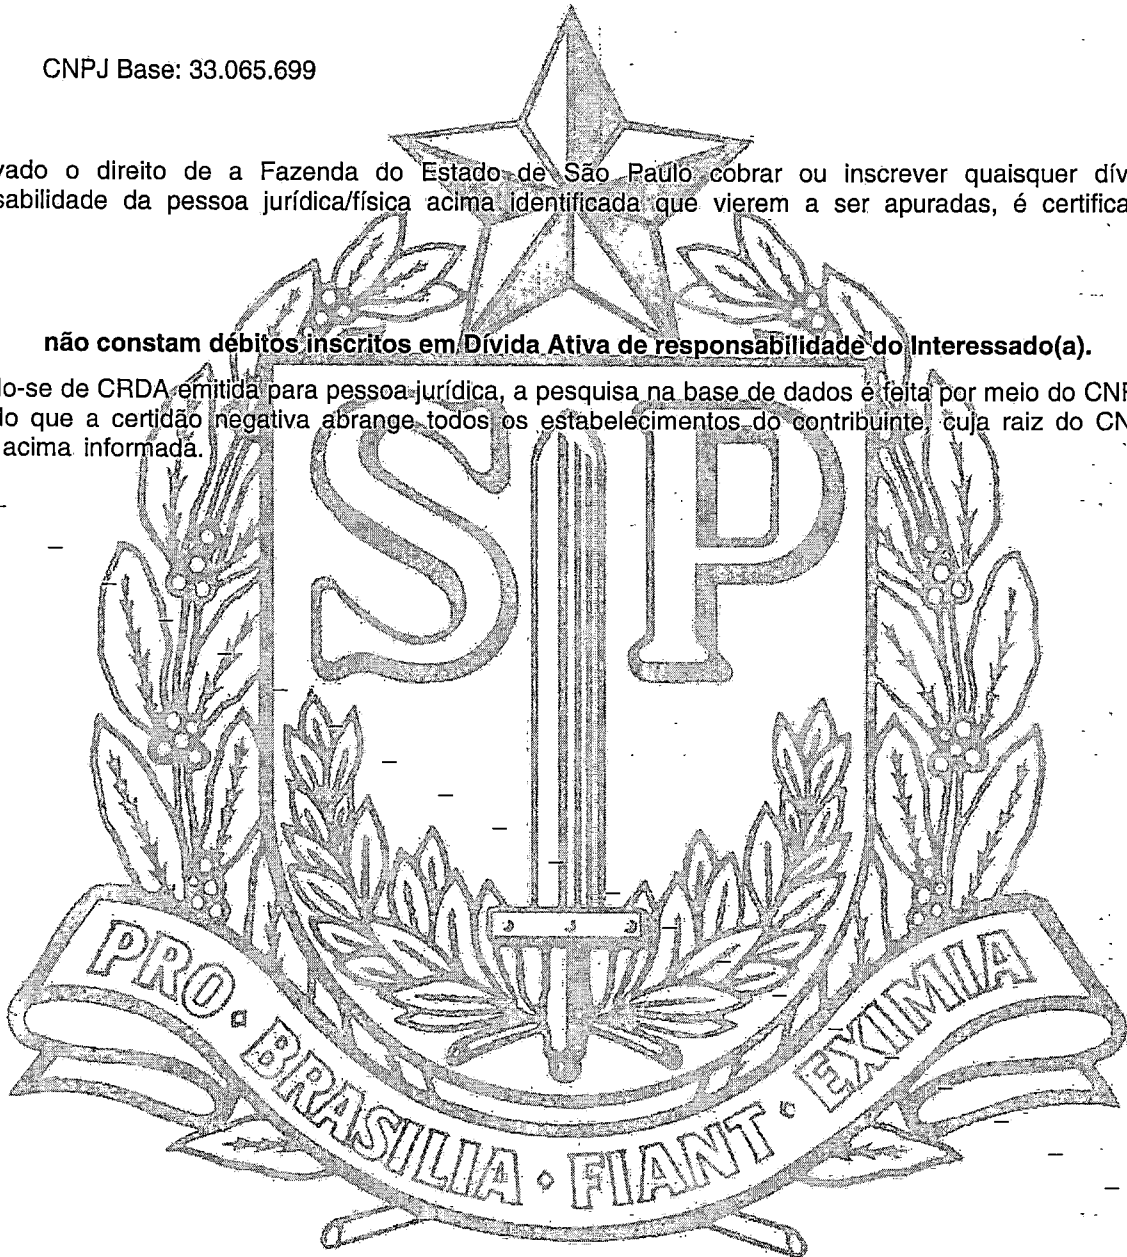 CNPJ Base: 33.065.699
vado o direito de a Fazenda do Estado de São Paulo cobrar ou inscrever quaisquer dív
sabilidade da pessoa jurídica/física acima identificada que vierem a ser apuradas, é certifica
não constam débitos inscritos em Dívida Ativa de responsabilidade do Interessado(a).
do-se de CRDA emitida para pessoa jurídica, a pesquisa na base de dados é feita por meio do CNP
do que a certidão negativa abrange todos os estabelecimentos do contribuinte, cuja raiz do CN
acima informada.
SP
PRO · BRASILIA · FIANT · EXIMIA